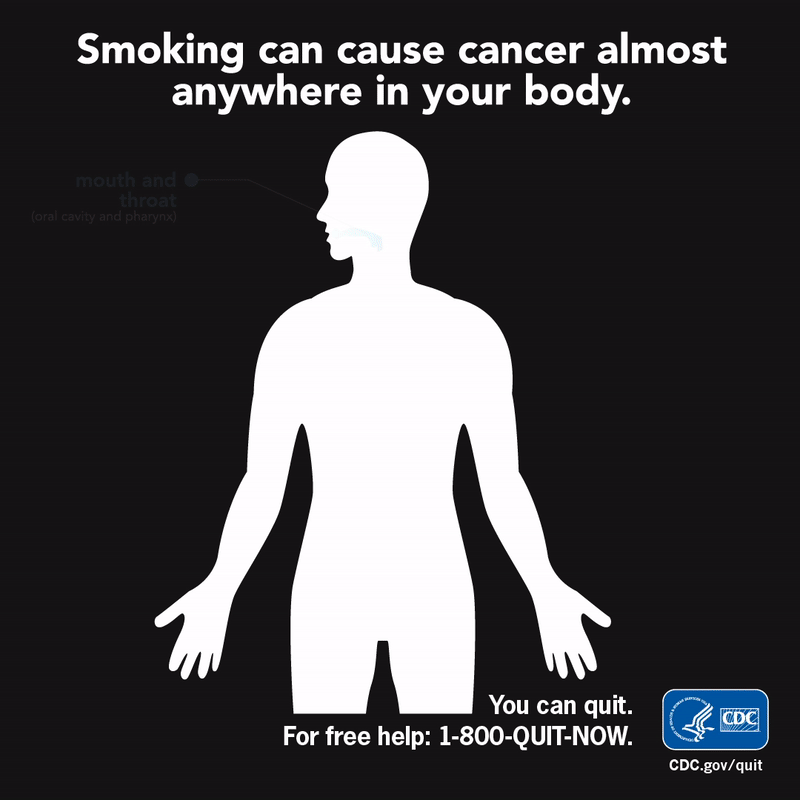 Smoking can cause cancer almost
anywhere in your body.
mouth and
throat
(oral cavity and pharynx)
You can quit.
For free help: 1-800-QUIT-NOW.
CDC
CDC.gov/quit